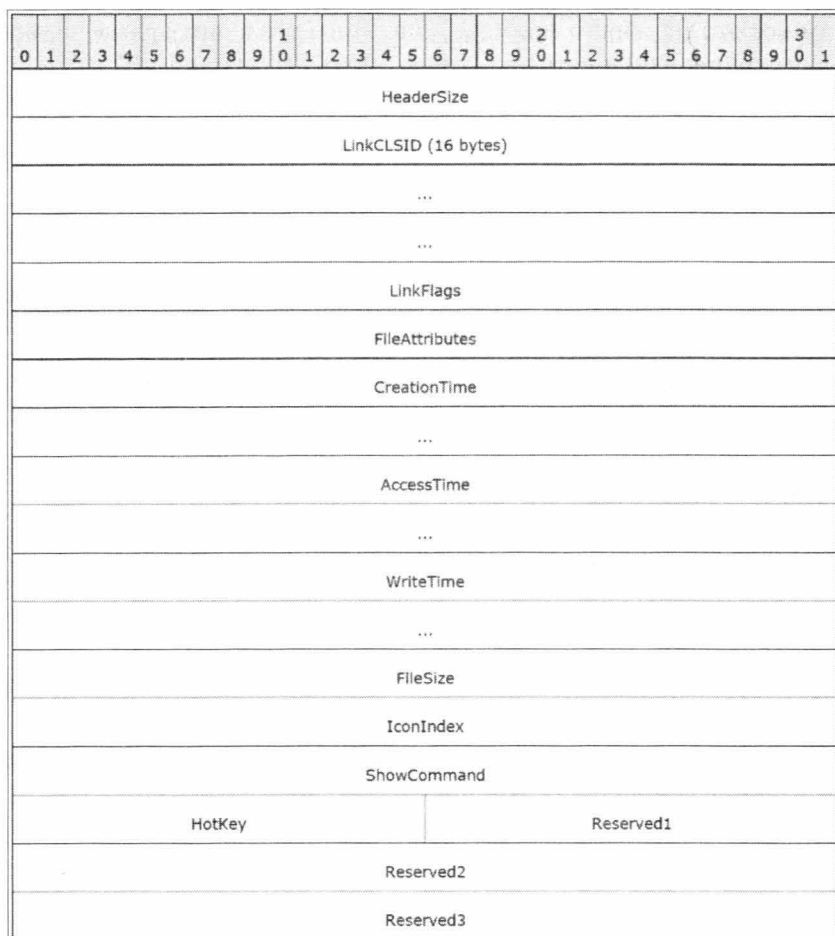 1 2 3
0 1 2 3 4 5 6 7 8 9 0 1 2 3 4 5 6 7 8 9 0 1 2 3 4 5 6 7 8 9 0 1
HeaderSize
LinkCLSID (16 bytes)
...
...
LinkFlags
FileAttributes
CreationTime
...
AccessTime
...
WriteTime
...
FileSize
IconIndex
ShowCommand
HotKey Reserved1
Reserved2
Reserved3